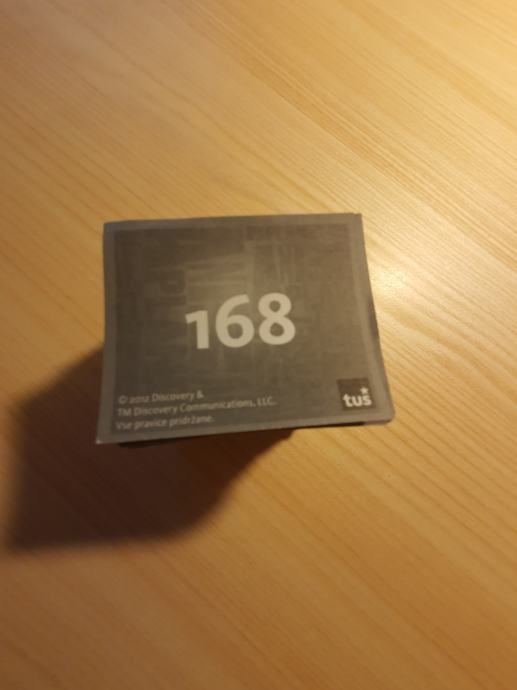 168
© 2012 Discovery &
TM Discovery Communications, LLC.
Vse pravice pridržane.
tuš